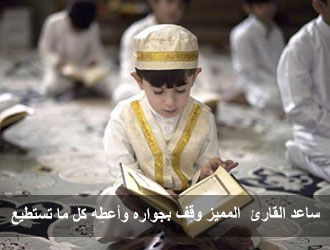 ساعد القارئ المميز وقف بجواره وأعطه كل ما تستطيع